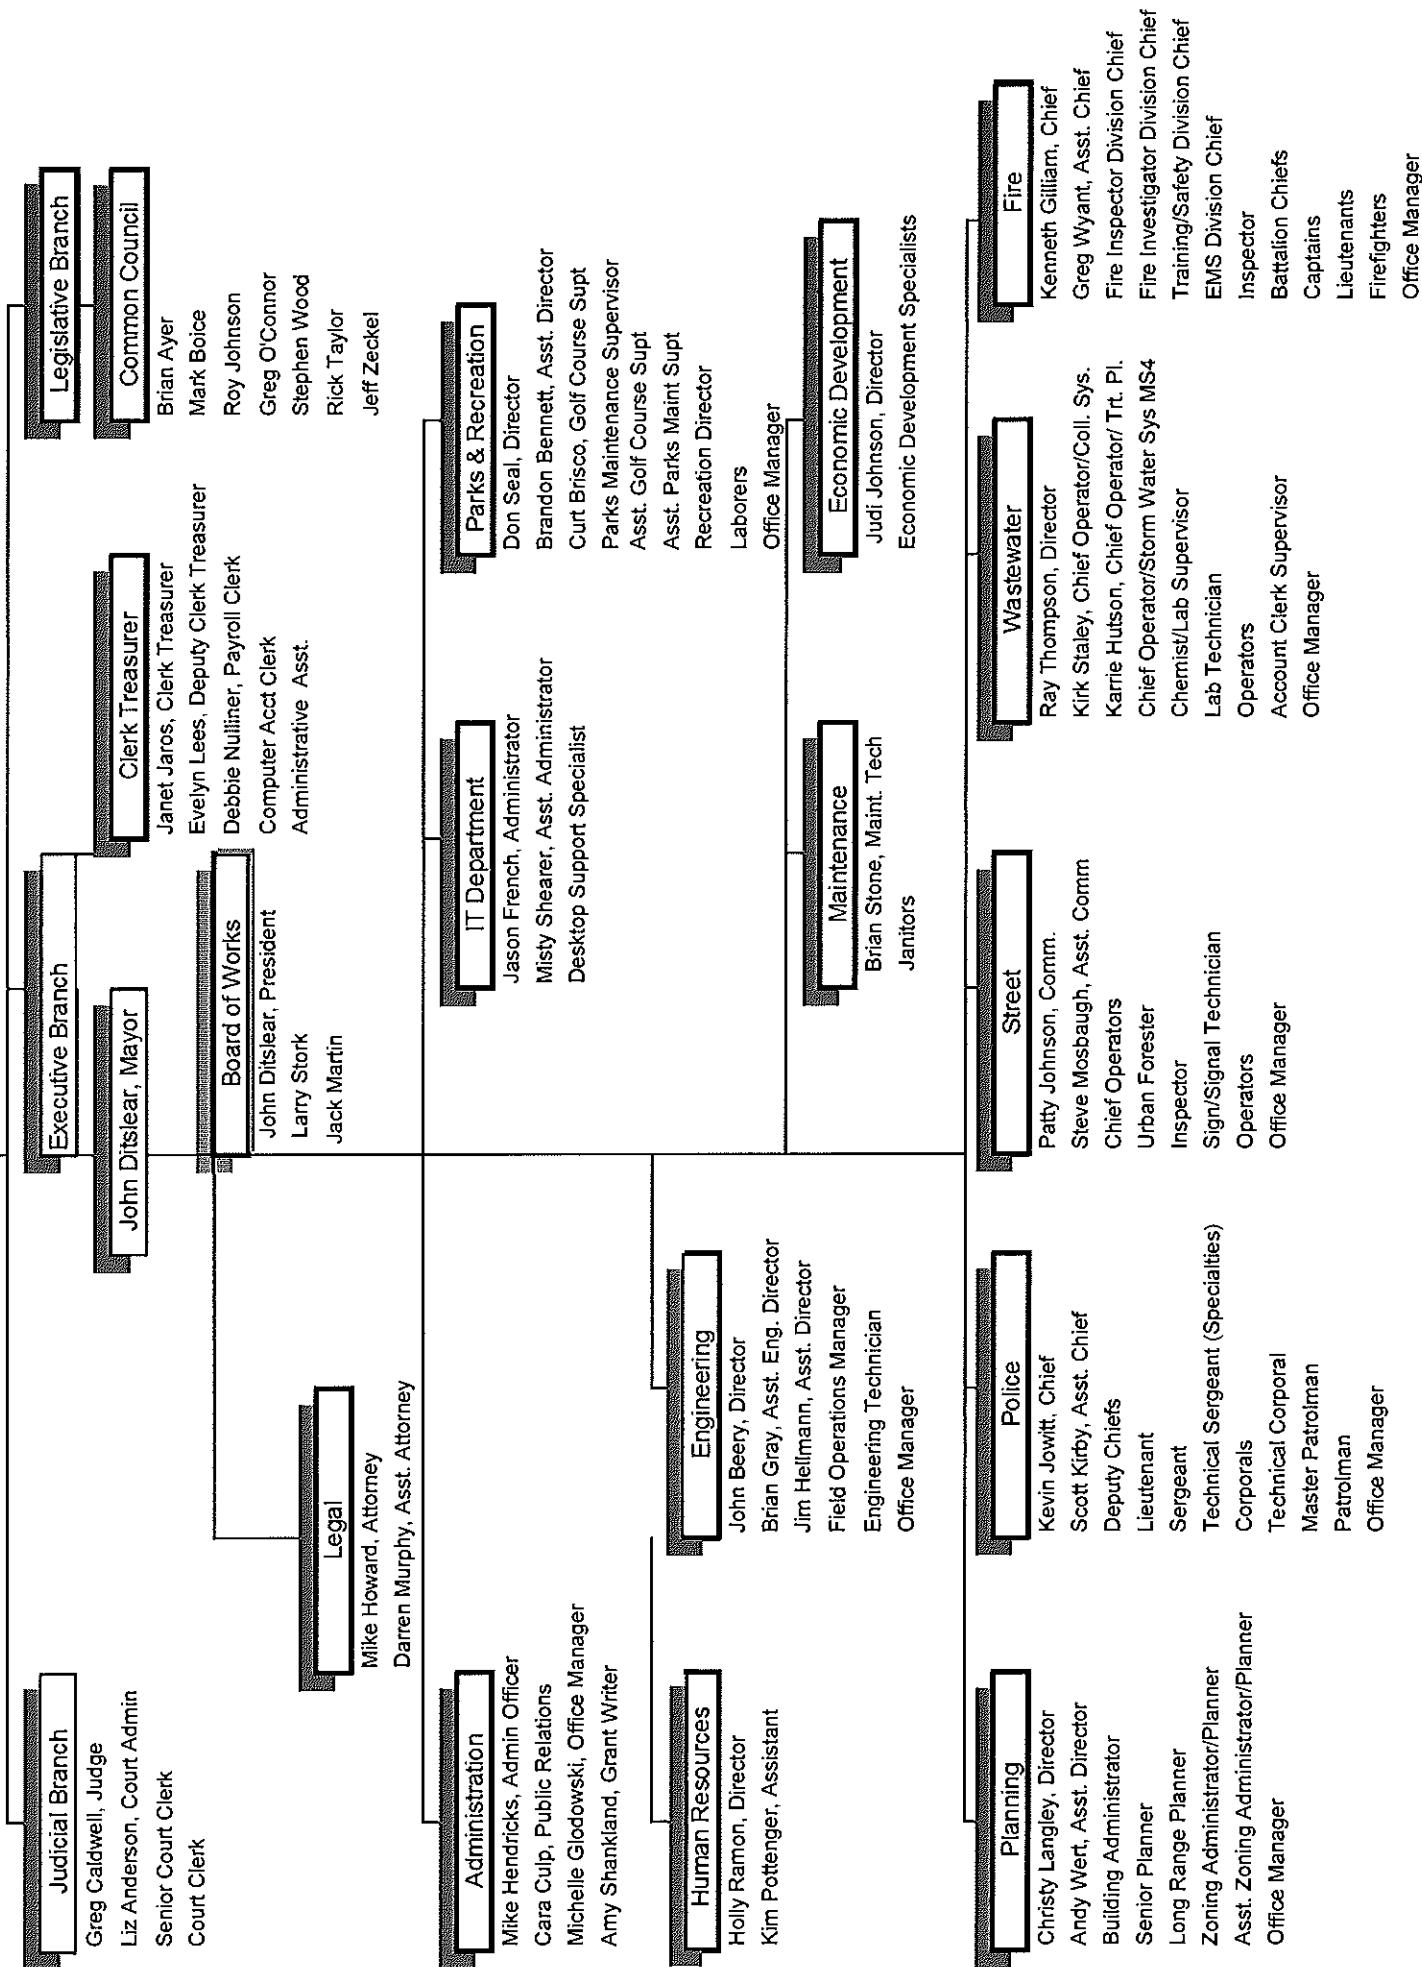 Judicial Branch
Greg Caldwell, Judge
Liz Anderson, Court Admin
Senior Court Clerk
Court Clerk
Executive Branch
John Ditslear, Mayor
Clerk Treasurer
Janet Jaros, Clerk Treasurer
Evelyn Lees, Deputy Clerk Treasurer
Debbie Nulliner, Payroll Clerk
Computer Acct Clerk
Administrative Asst.
Legislative Branch
Common Council
Brian Ayer
Mark Boice
Roy Johnson
Greg O'Connor
Stephen Wood
Rick Taylor
Jeff Zeckel
Board of Works
John Ditslear, President
Larry Stork
Jack Martin
Legal
Mike Howard, Attorney
Darren Murphy, Asst. Attorney
Administration
Mike Hendricks, Admin Officer
Cara Culp, Public Relations
Michelle Glodowski, Office Manager
Amy Shankland, Grant Writer
IT Department
Jason French, Administrator
Misty Shearer, Asst. Administrator
Desktop Support Specialist
Parks & Recreation
Don Seal, Director
Brandon Bennett, Asst. Director
Curt Brisco, Golf Course Supt
Parks Maintenance Supervisor
Asst. Golf Course Supt
Asst. Parks Maint Supt
Recreation Director
Laborers
Office Manager
Human Resources
Holly Ramon, Director
Kim Pottenger, Assistant
Engineering
John Beery, Director
Brian Gray, Asst. Eng. Director
Jim Hellmann, Asst. Director
Field Operations Manager
Engineering Technician
Office Manager
Maintenance
Brian Stone, Maint. Tech
Janitors
Economic Development
Judi Johnson, Director
Economic Development Specialists
Planning
Christy Langley, Director
Andy Wert, Asst. Director
Building Administrator
Senior Planner
Long Range Planner
Zoning Administrator/Planner
Asst. Zoning Administrator/Planner
Office Manager
Police
Kevin Jowitt, Chief
Scott Kirby, Asst. Chief
Deputy Chiefs
Lieutenant
Sergeant
Technical Sergeant (Specialties)
Corporals
Technical Corporal
Master Patrolman
Patrolman
Office Manager
Street
Patty Johnson, Comm.
Steve Mosbaugh, Asst. Comm
Chief Operators
Urban Forester
Inspector
Sign/Signal Technician
Operators
Office Manager
Wastewater
Ray Thompson, Director
Kirk Staley, Chief Operator/Coll. Sys.
Karrie Hutson, Chief Operator/ Trt. Pl.
Chief Operator/Storm Water Sys MS4
Chemist/Lab Supervisor
Lab Technician
Operators
Account Clerk Supervisor
Office Manager
Fire
Kenneth Gilliam, Chief
Greg Wyant, Asst. Chief
Fire Inspector Division Chief
Fire Investigator Division Chief
Training/Safety Division Chief
EMS Division Chief
Inspector
Battalion Chiefs
Captains
Lieutenants
Firefighters
Office Manager